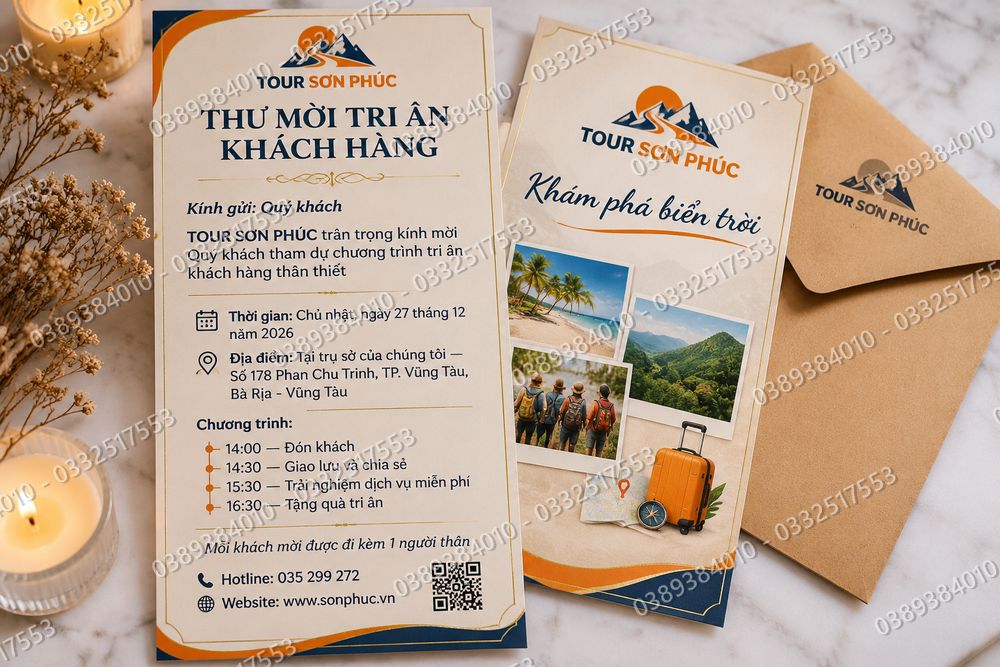 TOUR SƠN PHÚC
THƯ MỜI TRI ÂN
KHÁCH HÀNG
Kính gửi: Quý khách
TOUR SƠN PHÚC trân trọng kính mời
Quý khách tham dự chương trình tri ân
khách hàng thân thiết
Thời gian: Chủ nhật, ngày 27 tháng 12
năm 2026
Địa điểm: Tại trụ sở của chúng tôi —
Số 178 Phan Chu Trinh, TP. Vũng Tàu,
Bà Rịa - Vũng Tàu
Chương trình:
14:00 — Đón khách
14:30 — Giao lưu và chia sẻ
15:30 — Trải nghiệm dịch vụ miễn phí
16:30 — Tặng quà tri ân
Mỗi khách mời được đi kèm 1 người thân
Hotline: 035 299 272
Website: www.sonphuc.vn
TOUR SƠN PHÚC
Khám phá biển trời
TOUR SƠN PHÚC
0389384010 - 0332517553